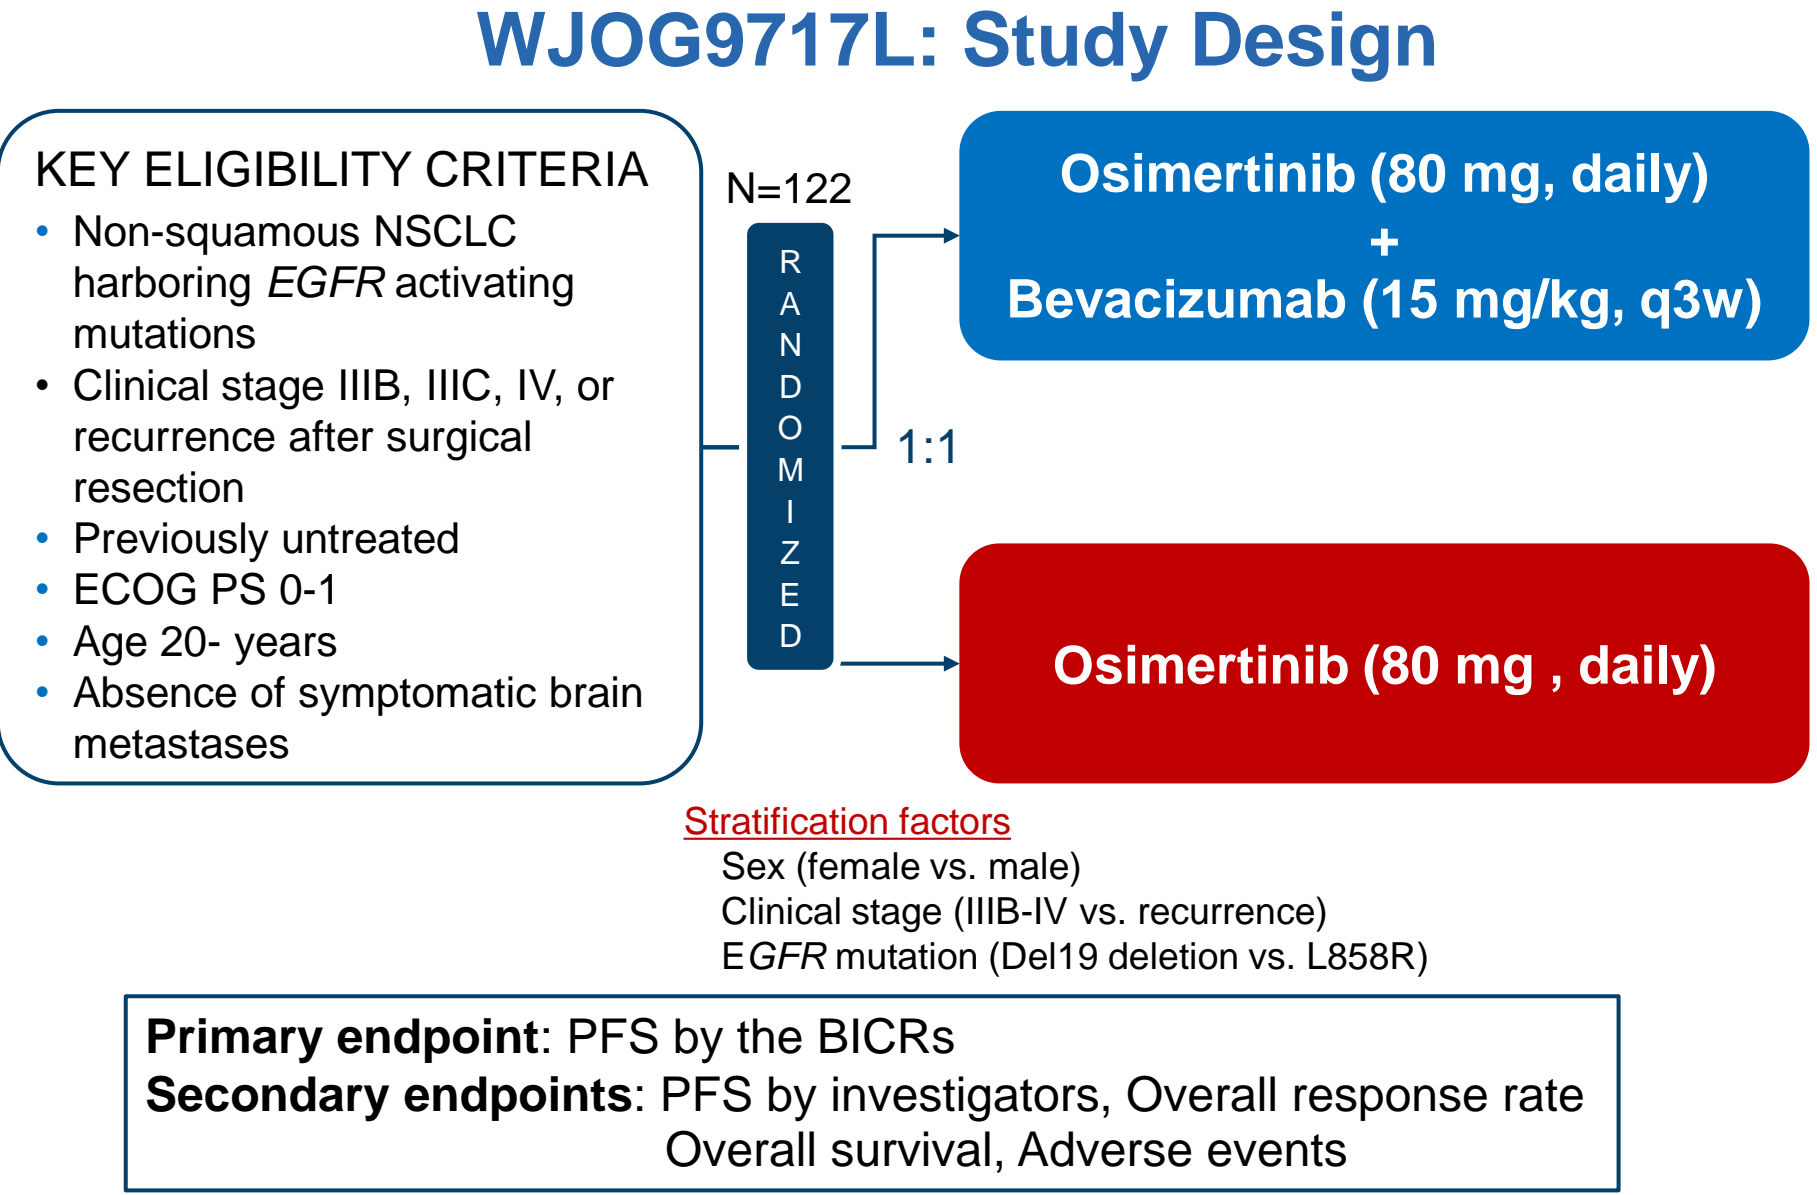 WJOG9717L: Study Design
KEY ELIGIBILITY CRITERIA
• Non-squamous NSCLC
harboring EGFR activating
mutations
• Clinical stage IIIB, IIIC, IV, or
recurrence after surgical
resection
• Previously untreated
• ECOG PS 0-1
• Age 20- years
• Absence of symptomatic brain
metastases
N=122
RANDOMIZED
1:1
Osimertinib (80 mg, daily)
+
Bevacizumab (15 mg/kg, q3w)
Osimertinib (80 mg , daily)
Stratification factors
Sex (female vs. male)
Clinical stage (IIIB-IV vs. recurrence)
EGFR mutation (Del19 deletion vs. L858R)
Primary endpoint: PFS by the BICRs
Secondary endpoints: PFS by investigators, Overall response rate
Overall survival, Adverse events